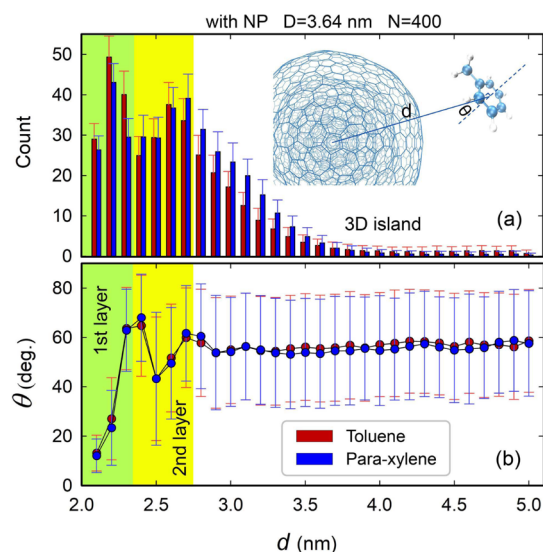 with NP D=3.64 nm N=400
50
40
30
20
10
0
Count
d
θ
3D island
(a)
80
60
40
20
0
θ (deg.)
1st layer
2nd layer
Toluene
Para-xylene
(b)
2.0 2.5 3.0 3.5 4.0 4.5 5.0
d (nm)